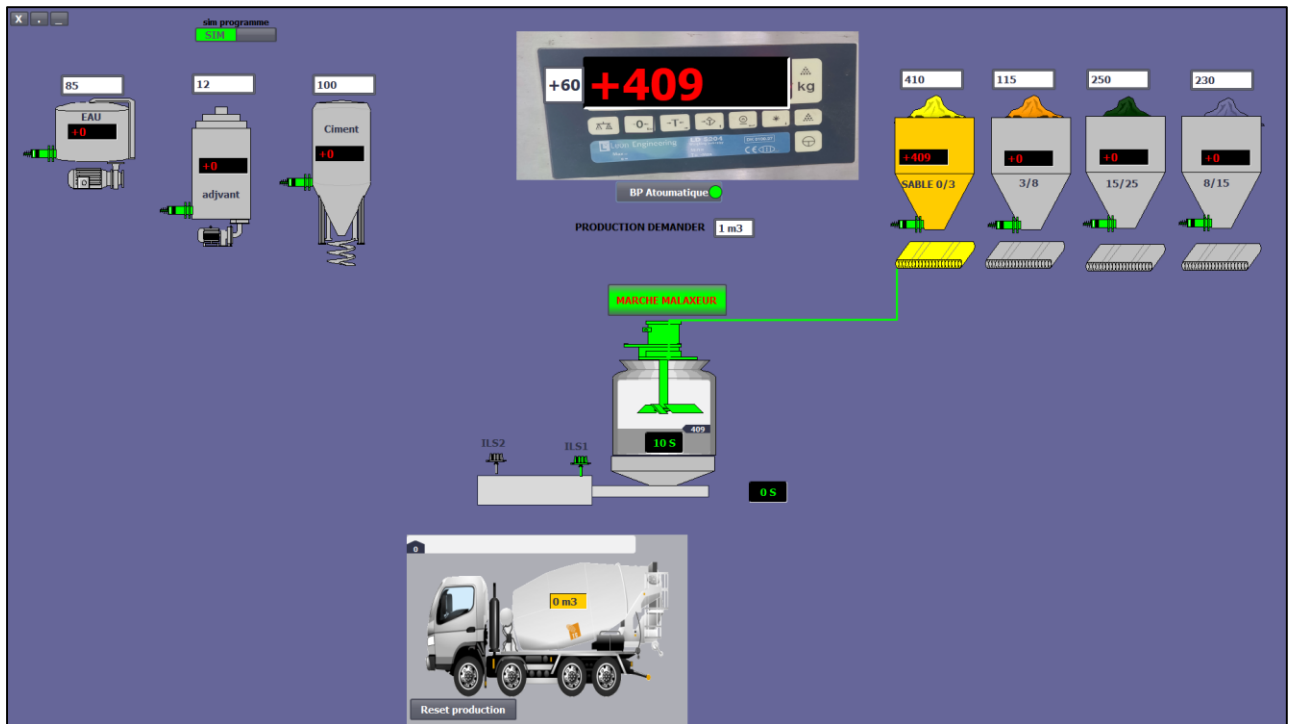 X . _
sim programme
SIM
85
12
100
EAU
+0
+0
adjvant
Ciment
+0
+60
+409
kg
-0-
-T-
Engineering
BP Atoumatique
PRODUCTION DEMANDER
1 m3
410
115
250
230
+409
+0
+0
+0
SABLE 0/3
3/8
15/25
8/15
MARCHE MALAXEUR
409
10 S
ILS2
ILS1
0 S
0
0 m3
Reset production